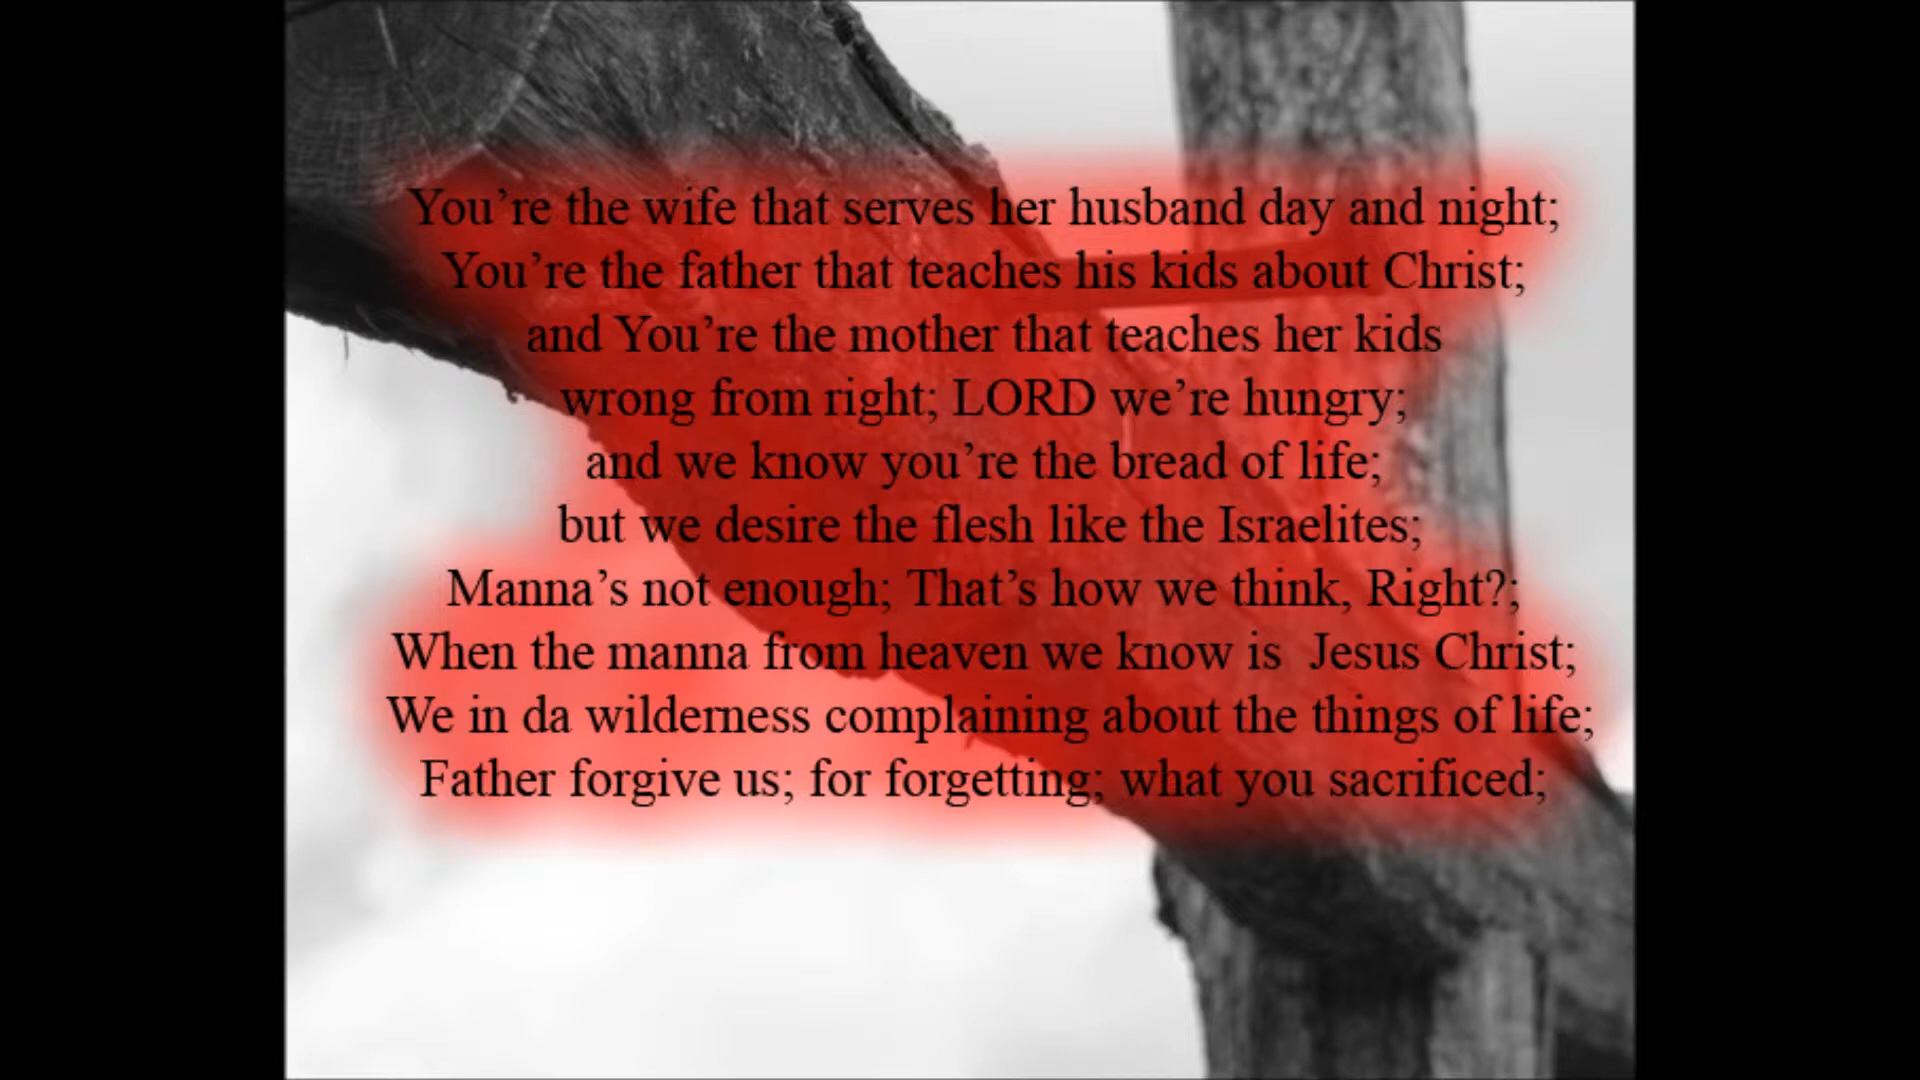 You’re the wife that serves her husband day and night;
You’re the father that teaches his kids about Christ;
and You’re the mother that teaches her kids
wrong from right; LORD we’re hungry;
and we know you’re the bread of life;
but we desire the flesh like the Israelites;
Manna’s not enough; That’s how we think, Right?;
When the manna from heaven we know is  Jesus Christ;
We in da wilderness complaining about the things of life;
Father forgive us; for forgetting; what you sacrificed;